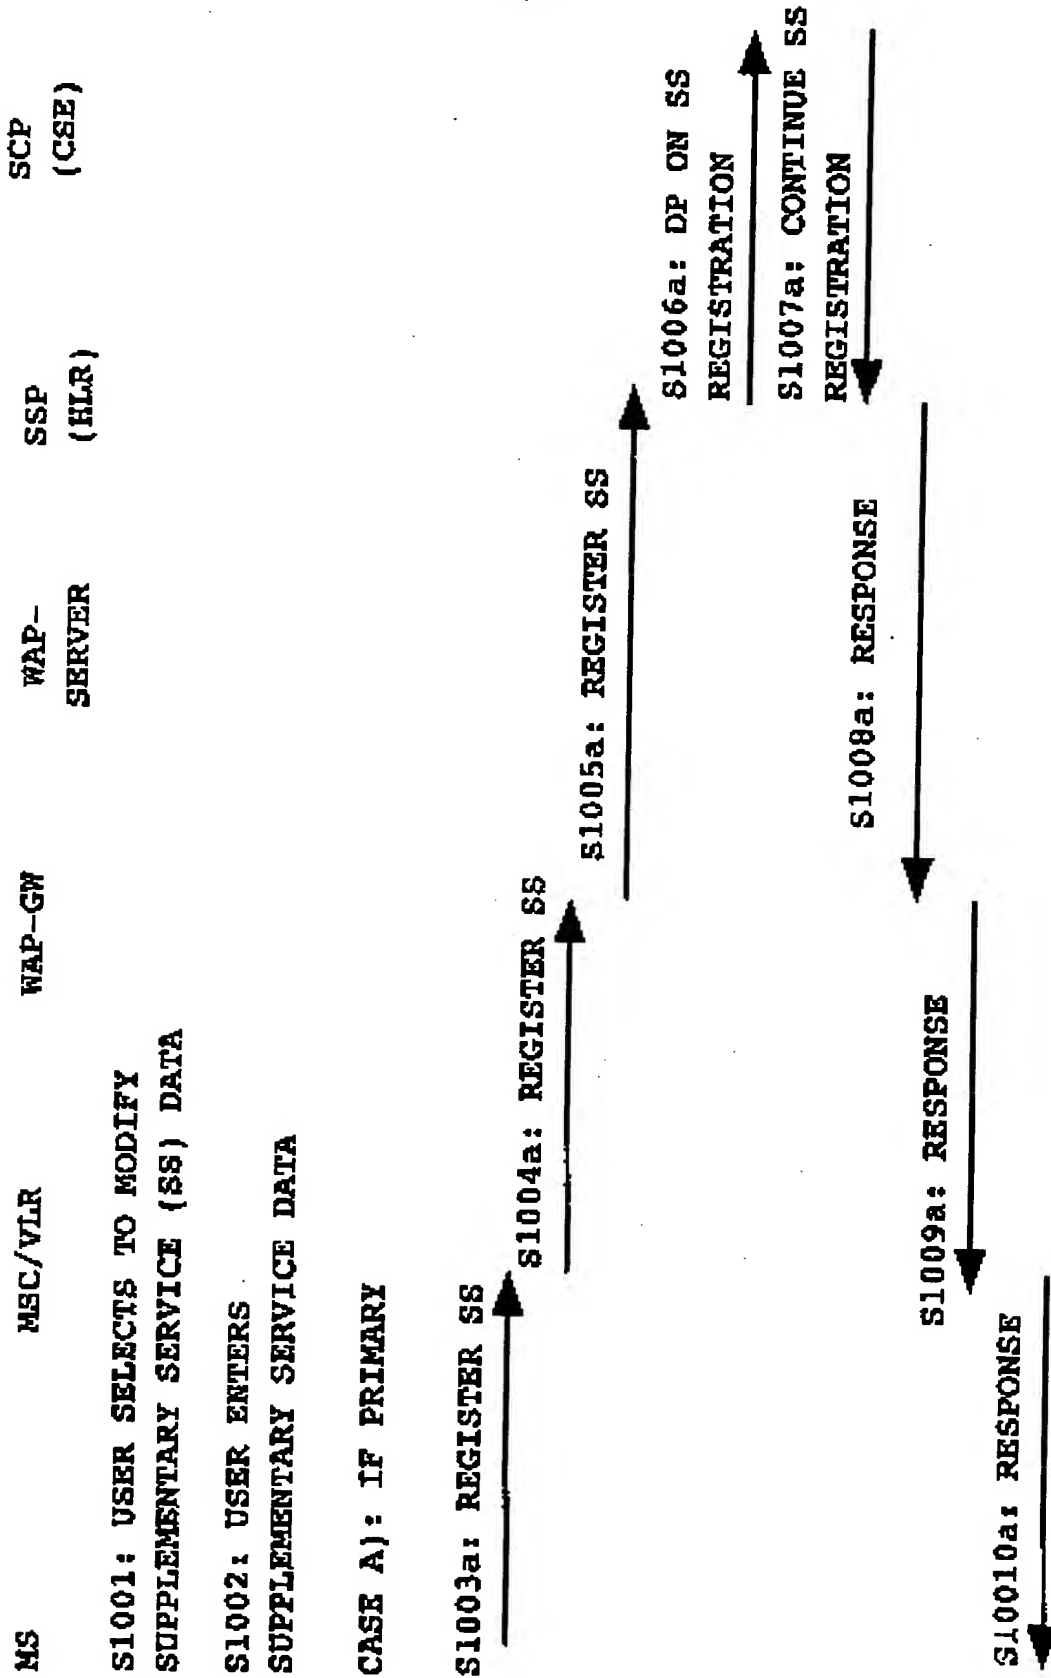 MS
MSC/VLR
WAP-GW
WAP-
SERVER
SSP
(HLR)
SCP
(CSE)
S1001: USER SELECTS TO MODIFY
SUPPLEMENTARY SERVICE (SS) DATA
S1002: USER ENTERS
SUPPLEMENTARY SERVICE DATA
CASE A): IF PRIMARY
S1003a: REGISTER SS
S1004a: REGISTER SS
S1005a: REGISTER SS
S1006a: DP ON SS
REGISTRATION
S1007a: CONTINUE SS
REGISTRATION
S1008a: RESPONSE
S1009a: RESPONSE
S10010a: RESPONSE